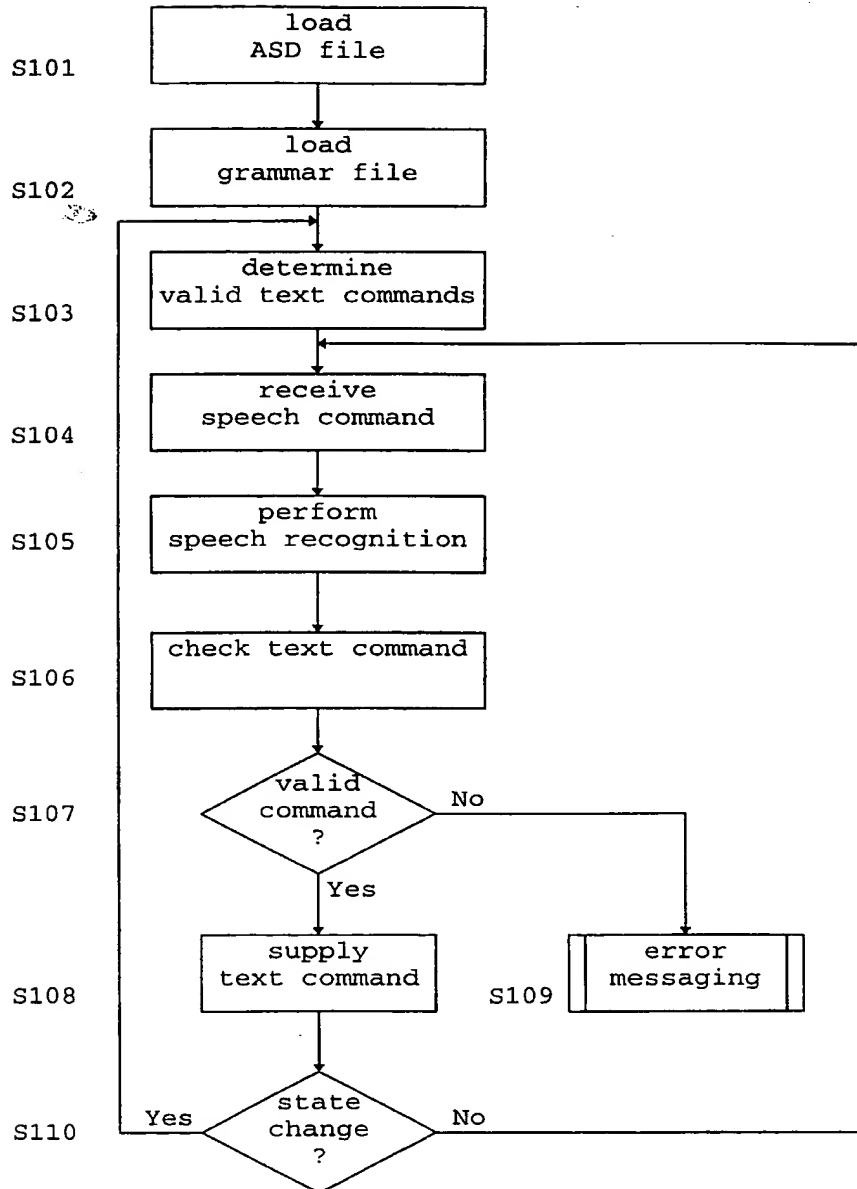 load
ASD file
S101
load
grammar file
S102
determine
valid text commands
S103
receive
speech command
S104
perform
speech recognition
S105
check text command
S106
valid
command
?
No
S107
Yes
supply
text command
S108
error
messaging
S109
state
change
?
Yes
No
S110